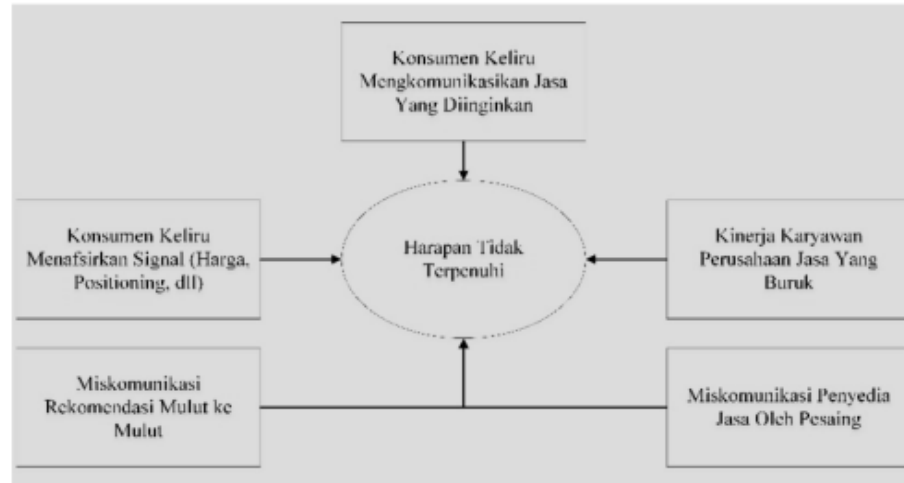 Konsumen Keliru
Mengkomunikasikan Jasa
Yang Diinginkan
Konsumen Keliru
Menafsirkan Signal (Harga,
Positioning, dll)
Harapan Tidak
Terpenuhi
Kinerja Karyawan
Perusahaan Jasa Yang
Buruk
Miskomunikasi
Rekomendasi Mulut ke
Mulut
Miskomunikasi Penyedia
Jasa Oleh Pesaing